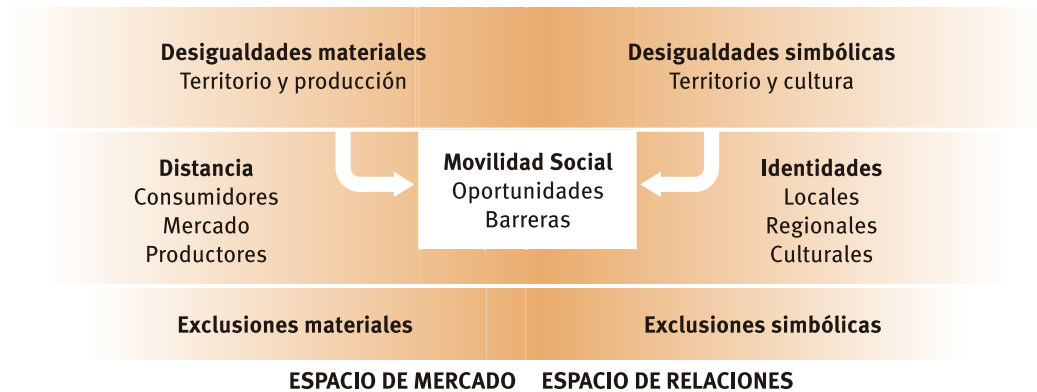 Desigualdades materiales
Territorio y producción
Desigualdades simbólicas
Territorio y cultura
Distancia
Consumidores
Mercado
Productores
Movilidad Social
Oportunidades
Barreras
Identidades
Locales
Regionales
Culturales
Exclusiones materiales
Exclusiones simbólicas
ESPACIO DE MERCADO
ESPACIO DE RELACIONES